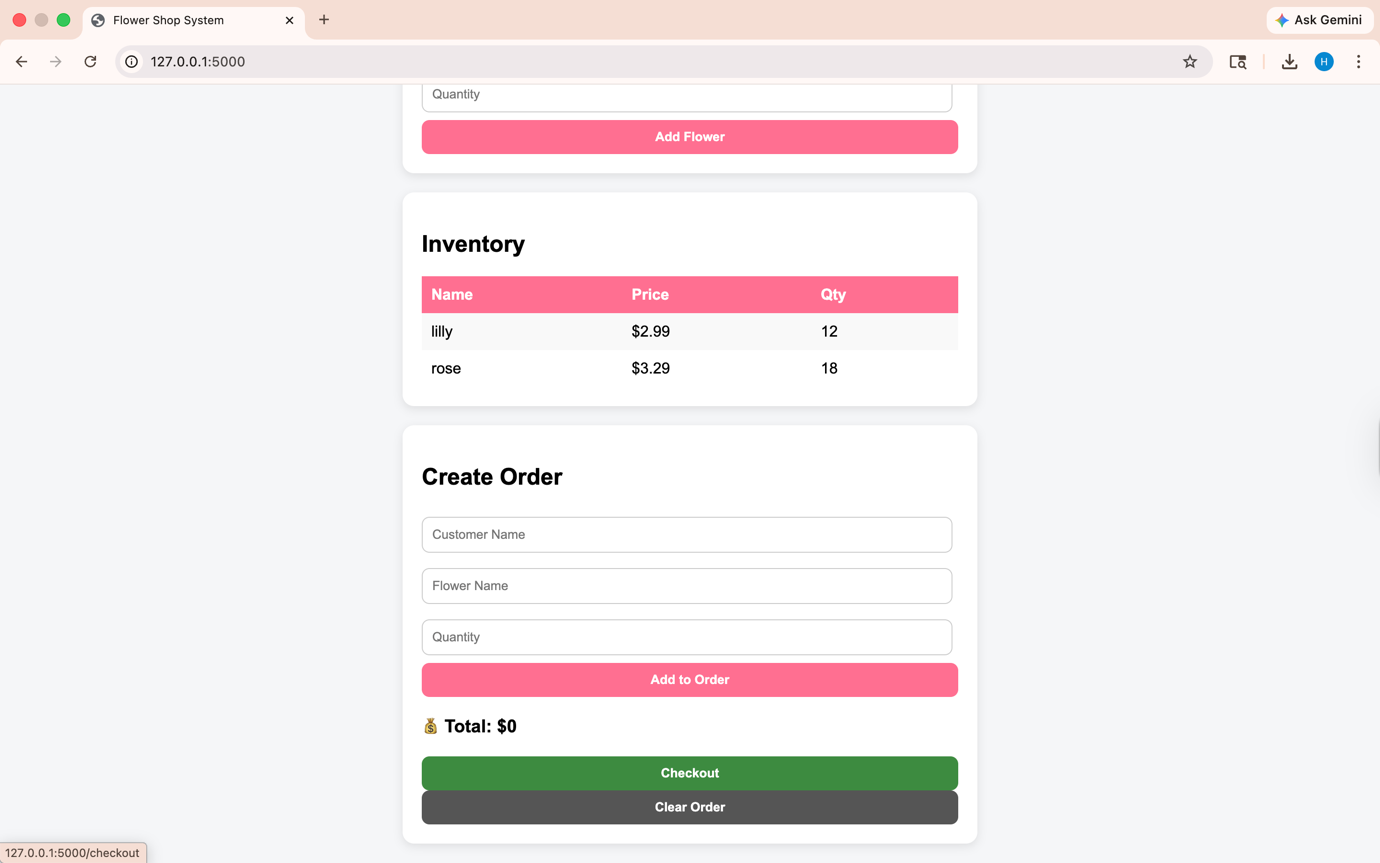 Flower Shop System
Ask Gemini
127.0.0.1:5000
H
Quantity
Add Flower
Inventory
Name Price Qty
lilly $2.99 12
rose $3.29 18
Create Order
Customer Name
Flower Name
Quantity
Add to Order
💰 Total: $0
Checkout
Clear Order
127.0.0.1:5000/checkout